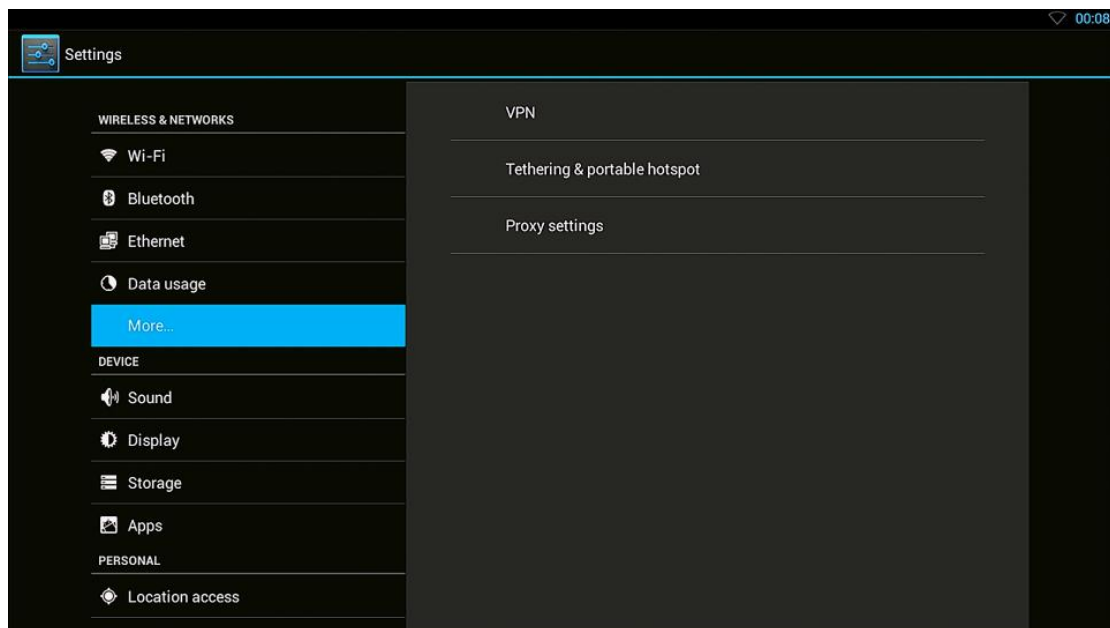 00:08
Settings
WIRELESS & NETWORKS
Wi-Fi
Bluetooth
Ethernet
Data usage
More...
DEVICE
Sound
Display
Storage
Apps
PERSONAL
Location access
VPN
Tethering & portable hotspot
Proxy settings